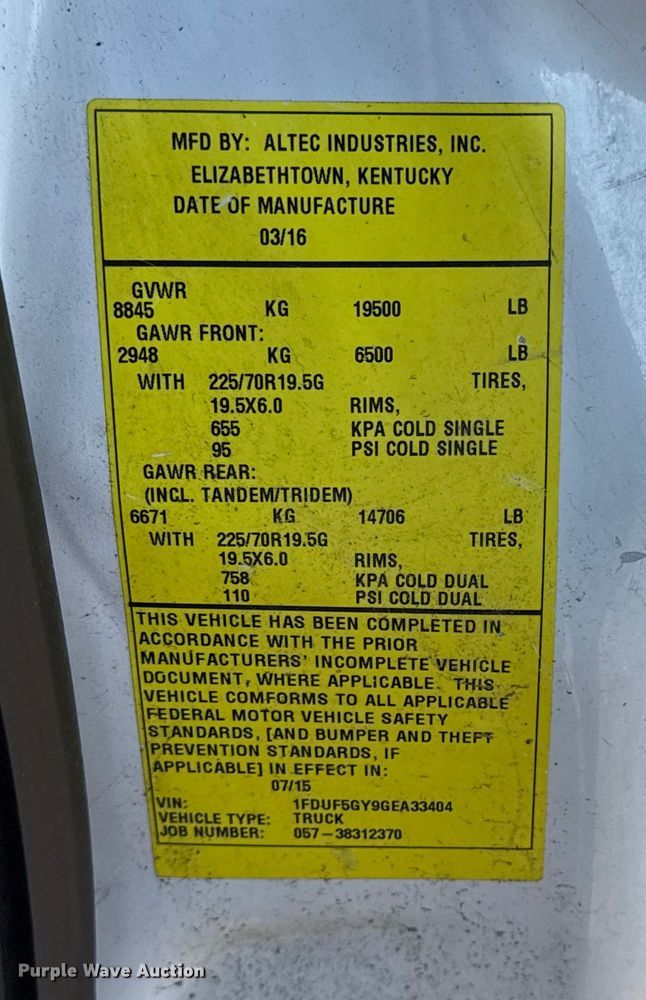 MFD BY: ALTEC INDUSTRIES, INC.
ELIZABETHTOWN, KENTUCKY
DATE OF MANUFACTURE
03/16
GVWR
8845 KG 19500 LB
GAWR FRONT:
2948 KG 6500 LB
WITH 225/70R19.5G TIRES,
19.5X6.0 RIMS,
655 KPA COLD SINGLE
95 PSI COLD SINGLE
GAWR REAR:
(INCL. TANDEM/TRIDEM)
6671 KG 14706 LB
WITH 225/70R19.5G TIRES,
19.5X6.0 RIMS,
758 KPA COLD DUAL
110 PSI COLD DUAL
THIS VEHICLE HAS BEEN COMPLETED IN
ACCORDANCE WITH THE PRIOR
MANUFACTURERS' INCOMPLETE VEHICLE
DOCUMENT, WHERE APPLICABLE. THIS
VEHICLE COMFORMS TO ALL APPLICABLE
FEDERAL MOTOR VEHICLE SAFETY
STANDARDS, [AND BUMPER AND THEFT
PREVENTION STANDARDS, IF
APPLICABLE] IN EFFECT IN:
07/15
VIN: 1FDUF5GY9GEA33404
VEHICLE TYPE: TRUCK
JOB NUMBER: 057-38312370
Purple Wave Auction